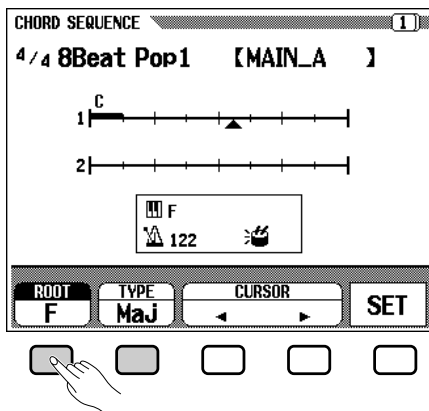 CHORD SEQUENCE 1
4/4 8Beat Pop1 【MAIN_A 】
C
1
2
F
122
ROOT TYPE CURSOR
F Maj ◄ ► SET